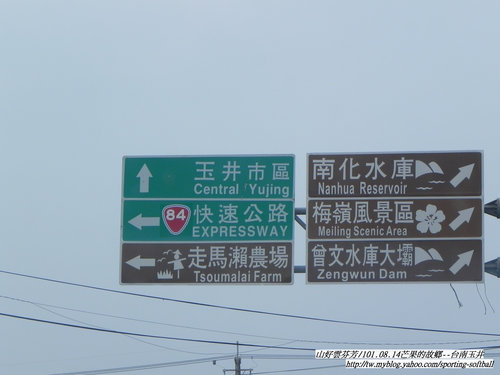 玉井市區
Central Yujing
84
快速公路
EXPRESSWAY
走馬瀨農場
Tsoumalai Farm
南化水庫
Nanhua Reservoir
梅嶺風景區
Meiling Scenic Area
曾文水庫大壩
Zengwun Dam
山好雲芬芳/101.08.14芒果的故鄉--台南玉井
http://tw.myblog.yahoo.com/sporting-softball